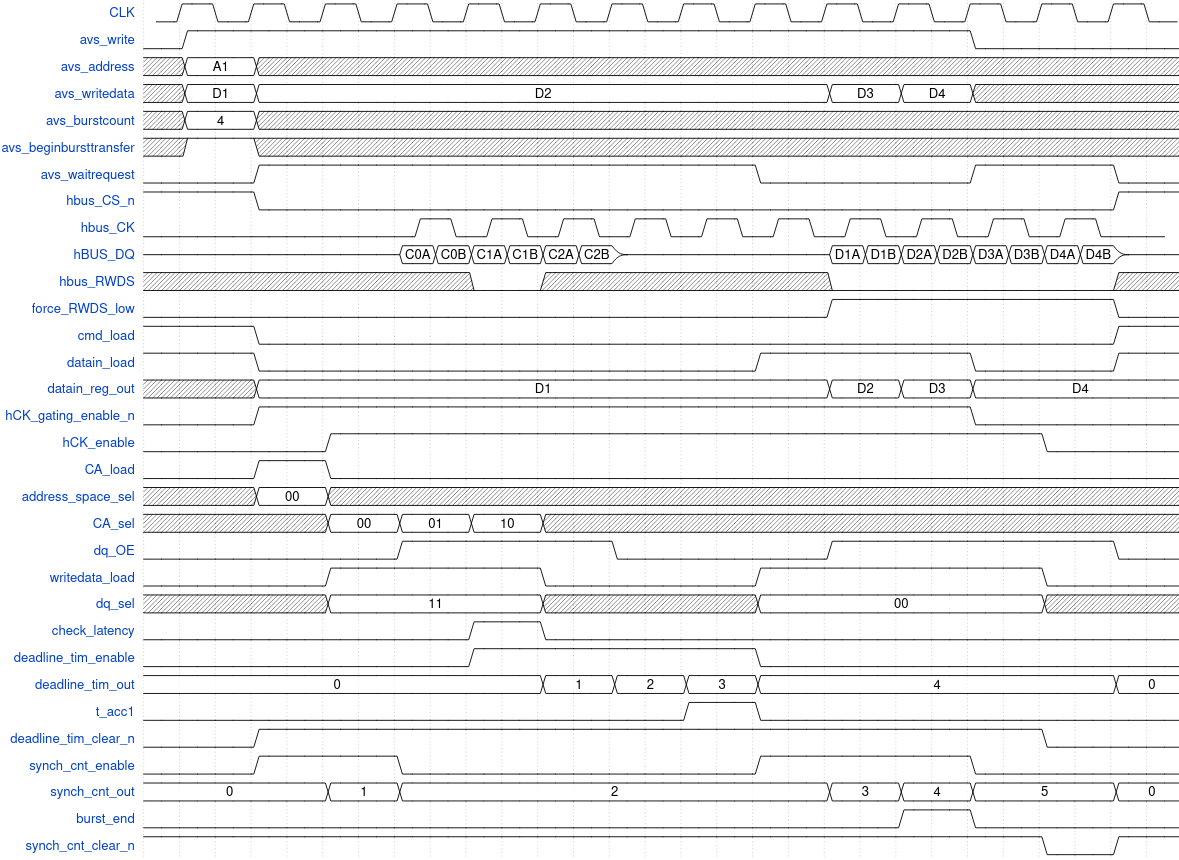 CLK
avs_write
avs_address A1
avs_writedata D1 D2 D3 D4
avs_burstcount 4
avs_beginbursttransfer
avs_waitrequest
hbus_CS_n
hbus_CK
hBUS_DQ C0A C0B C1A C1B C2A C2B D1A D1B D2A D2B D3A D3B D4A D4B
hbus_RWDS
force_RWDS_low
cmd_load
datain_load
datain_reg_out D1 D2 D3 D4
hCK_gating_enable_n
hCK_enable
CA_load
address_space_sel 00
CA_sel 00 01 10
dq_OE
writedata_load
dq_sel 11 00
check_latency
deadline_tim_enable
deadline_tim_out 0 1 2 3 4 0
t_acc1
deadline_tim_clear_n
synch_cnt_enable
synch_cnt_out 0 1 2 3 4 5 0
burst_end
synch_cnt_clear_n